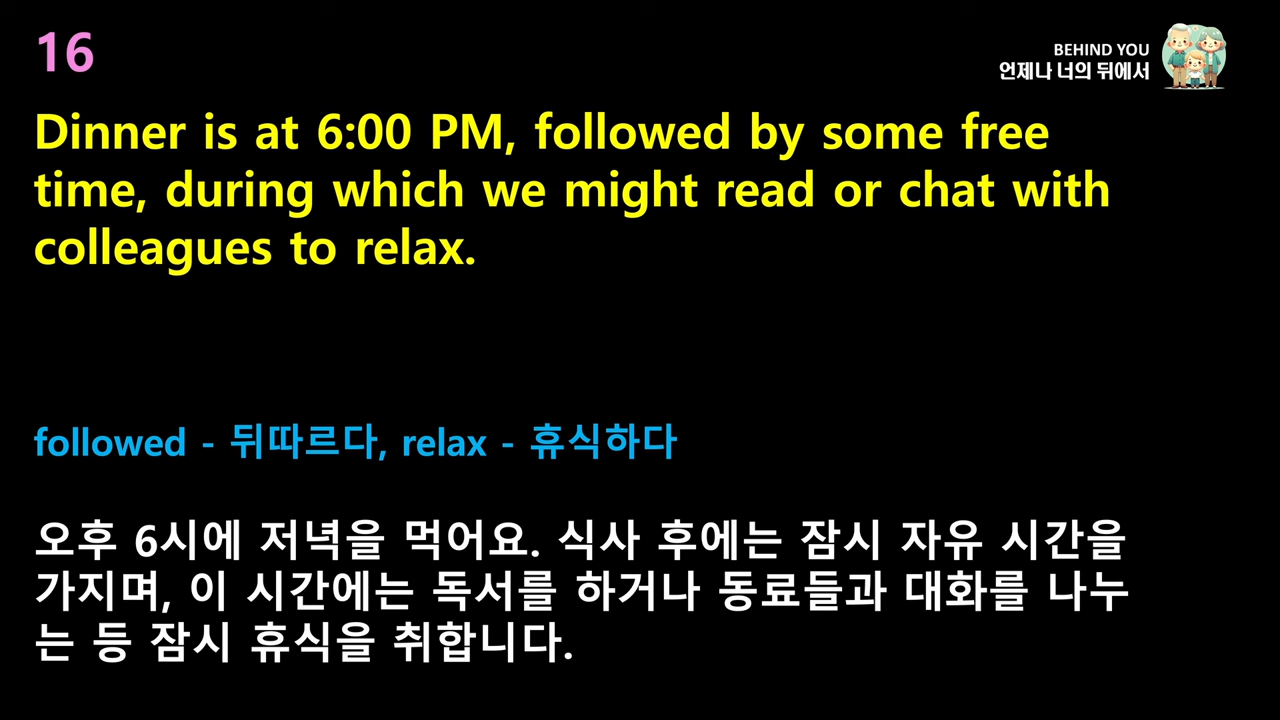 16
BEHIND YOU
언제나 너의 뒤에서
Dinner is at 6:00 PM, followed by some free
time, during which we might read or chat with
colleagues to relax.
followed - 뒤따르다, relax - 휴식하다
오후 6시에 저녁을 먹어요. 식사 후에는 잠시 자유 시간을
가지며, 이 시간에는 독서를 하거나 동료들과 대화를 나누
는 등 잠시 휴식을 취합니다.